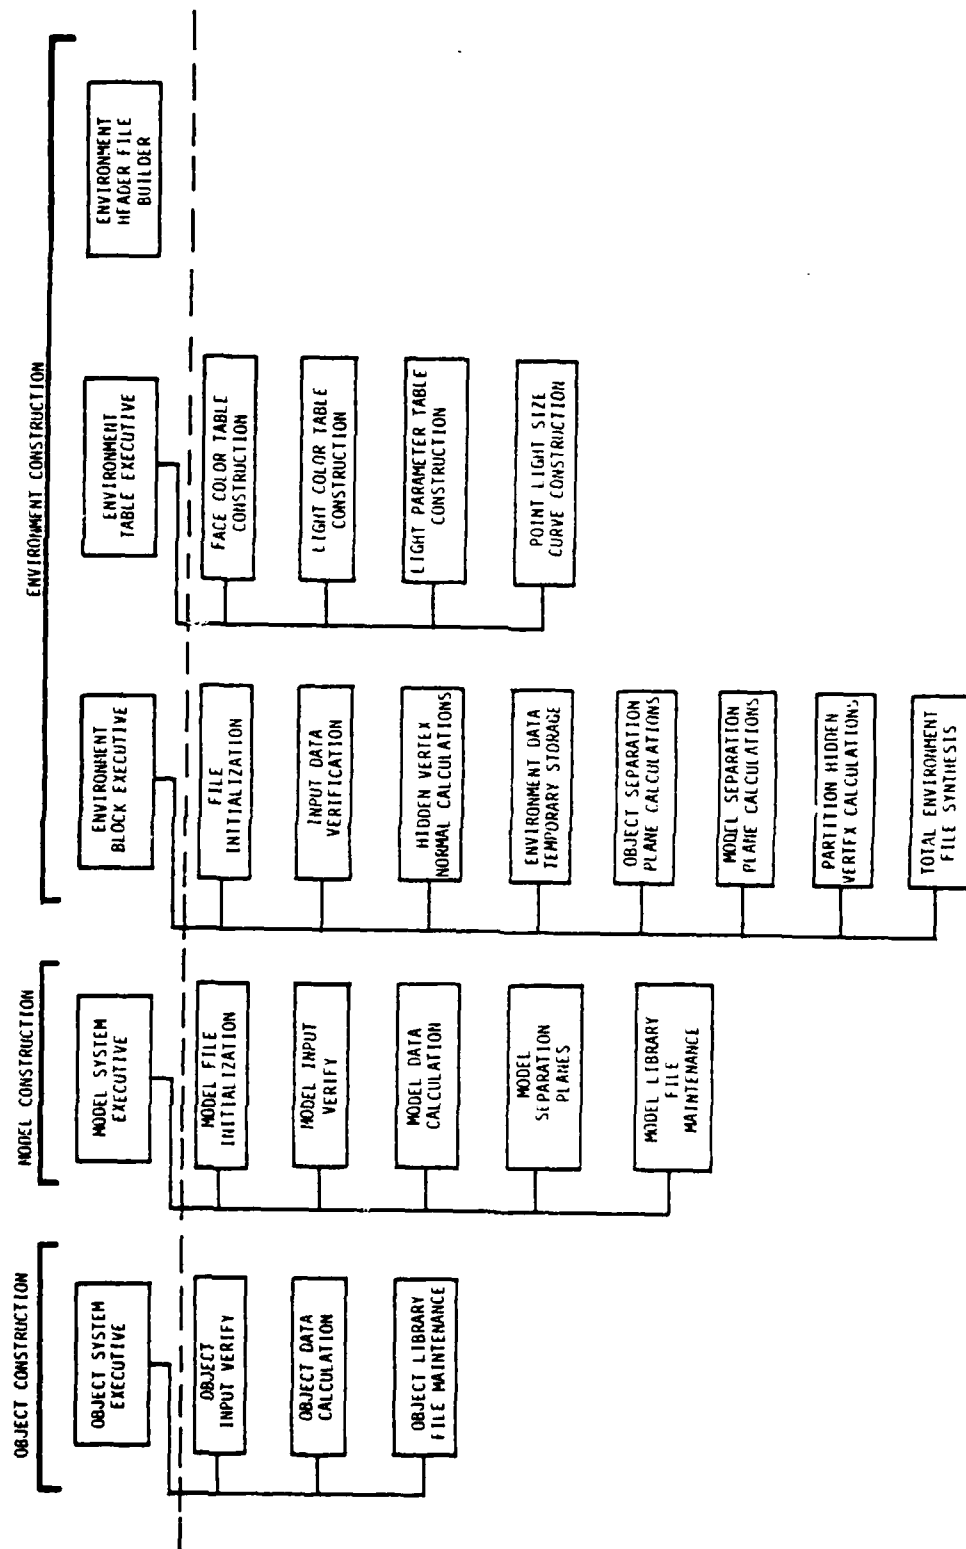 OBJECT CONSTRUCTION
OBJECT SYSTEM
EXECUTIVE
OBJECT
INPUT VERIFY
OBJECT DATA
CALCULATION
OBJECT LIBRARY
FILE MAINTENANCE
MODEL CONSTRUCTION
MODEL SYSTEM
EXECUTIVE
MODEL FILE
INITIALIZATION
MODEL INPUT
VERIFY
MODEL DATA
CALCULATION
MODEL
SEPARATION
PLANES
MODEL LIBRARY
FILE
MAINTENANCE
ENVIRONMENT CONSTRUCTION
ENVIRONMENT
BLOCK EXECUTIVE
FILE
INITIALIZATION
INPUT DATA
VERIFICATION
HIDDEN VERTEX
NORMAL CALCULATIONS
ENVIRONMENT DATA
TEMPORARY STORAGE
OBJECT SEPARATION
PLANE CALCULATIONS
MODEL SEPARATION
PLANE CALCULATIONS
PARTITION HIDDEN
VERTEX CALCULATIONS
TOTAL ENVIRONMENT
FILE SYNTHESIS
ENVIRONMENT
TABLE EXECUTIVE
FACE COLOR TABLE
CONSTRUCTION
LIGHT COLOR TABLE
CONSTRUCTION
LIGHT PARAMETER TABLE
CONSTRUCTION
POINT LIGHT SIZE
CURVE CONSTRUCTION
ENVIRONMENT
HEADER FILE
BUILDER